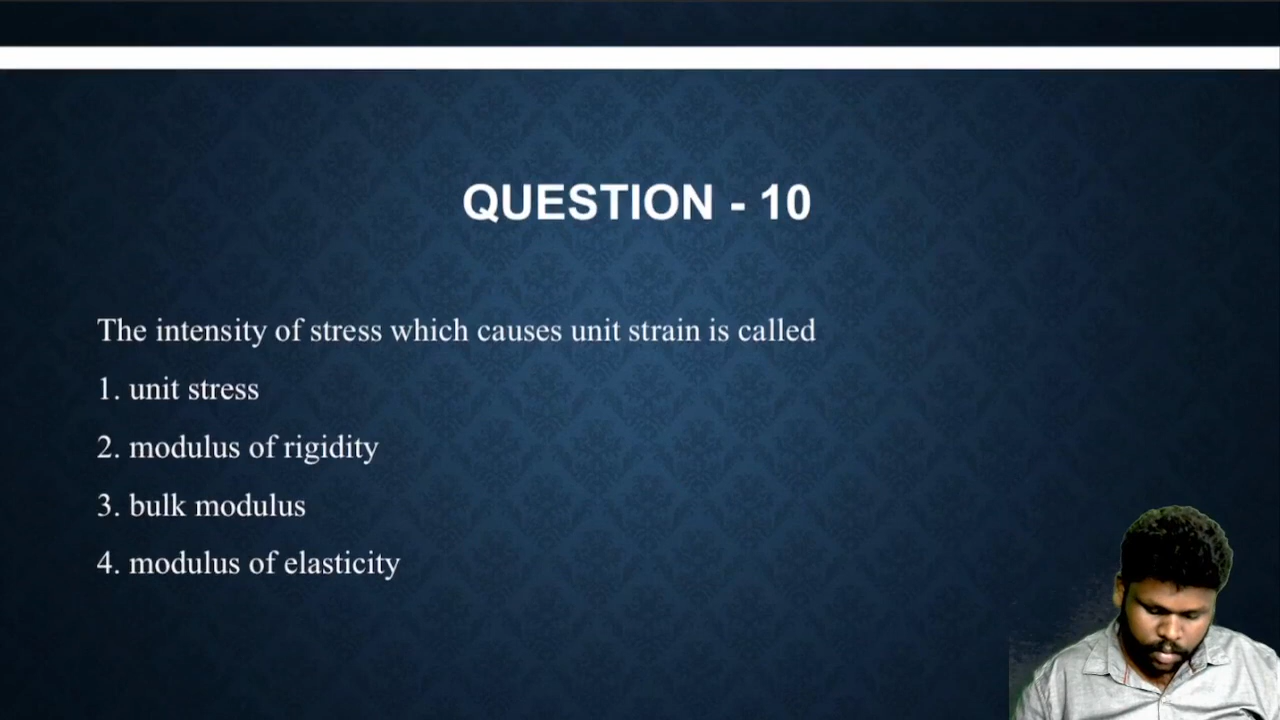 QUESTION - 10
The intensity of stress which causes unit strain is called
1. unit stress
2. modulus of rigidity
3. bulk modulus
4. modulus of elasticity